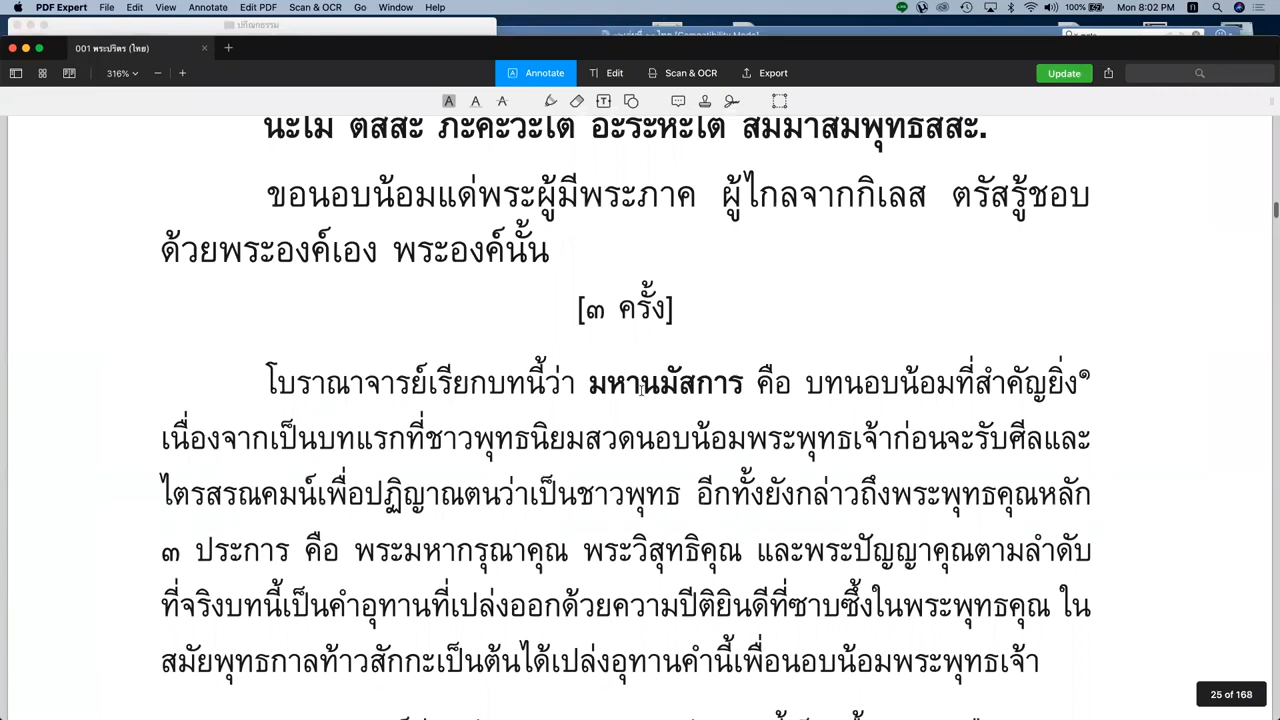 PDF Expert File Edit View Annotate Edit PDF Scan & OCR Go Window Help 100% Mon 8:02 PM
ปกิณกธรรม
001 พระปริตร (ไทย)
316% Annotate Edit Scan & OCR Export Update
นะโม ตัสสะ ภะคะวะโต อะระหะโต สัมมาสัมพุทธัสสะ.
ขอนอบน้อมแด่พระผู้มีพระภาค ผู้ไกลจากกิเลส ตรัสรู้ชอบ
ด้วยพระองค์เอง พระองค์นั้น
[๓ ครั้ง]
โบราณาจารย์เรียกบทนี้ว่า มหานมัสการ คือ บทนอบน้อมที่สำคัญยิ่ง๑
เนื่องจากเป็นบทแรกที่ชาวพุทธนิยมสวดนอบน้อมพระพุทธเจ้าก่อนจะรับศีลและ
ไตรสรณคมน์เพื่อปฏิญาณตนว่าเป็นชาวพุทธ อีกทั้งยังกล่าวถึงพระพุทธคุณหลัก
๓ ประการ คือ พระมหากรุณาคุณ พระวิสุทธิคุณ และพระปัญญาคุณตามลำดับ
ที่จริงบทนี้เป็นคำอุทานที่เปล่งออกด้วยความปีติยินดีที่ซาบซึ้งในพระพุทธคุณ ใน
สมัยพุทธกาลท้าวสักกะเป็นต้นได้เปล่งอุทานคำนี้เพื่อนอบน้อมพระพุทธเจ้า
25 of 168